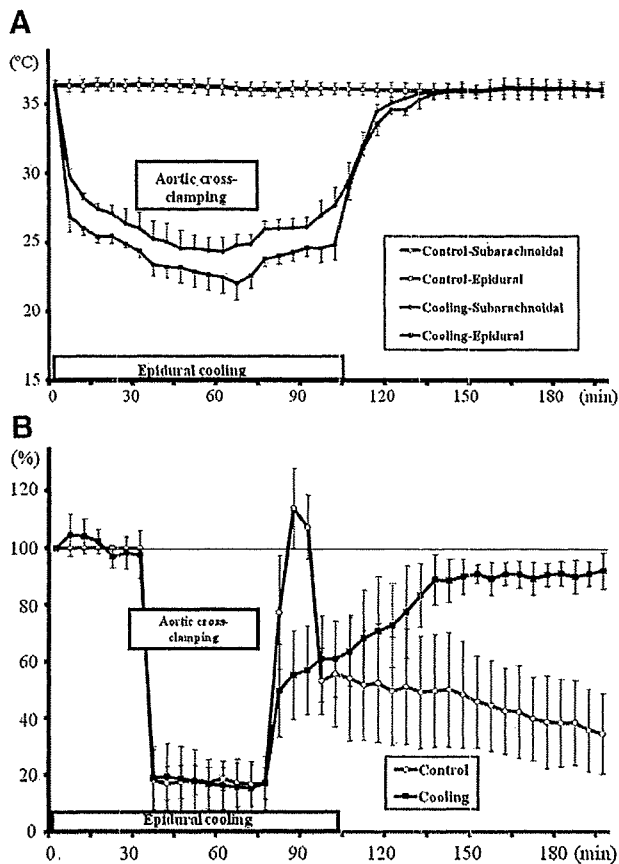 A
(°C)
35
30
25
20
15
Aortic cross-
clamping
Control-Subarachnoidal
Control-Epidural
Cooling-Subarachnoidal
Cooling-Epidural
Epidural cooling
30 60 90 120 150 180 (min)
B
(%)
120
100
80
60
40
20
0
Aortic cross-
clamping
Control
Cooling
Epidural cooling
0. 30 60 90 120 150 180 (min)